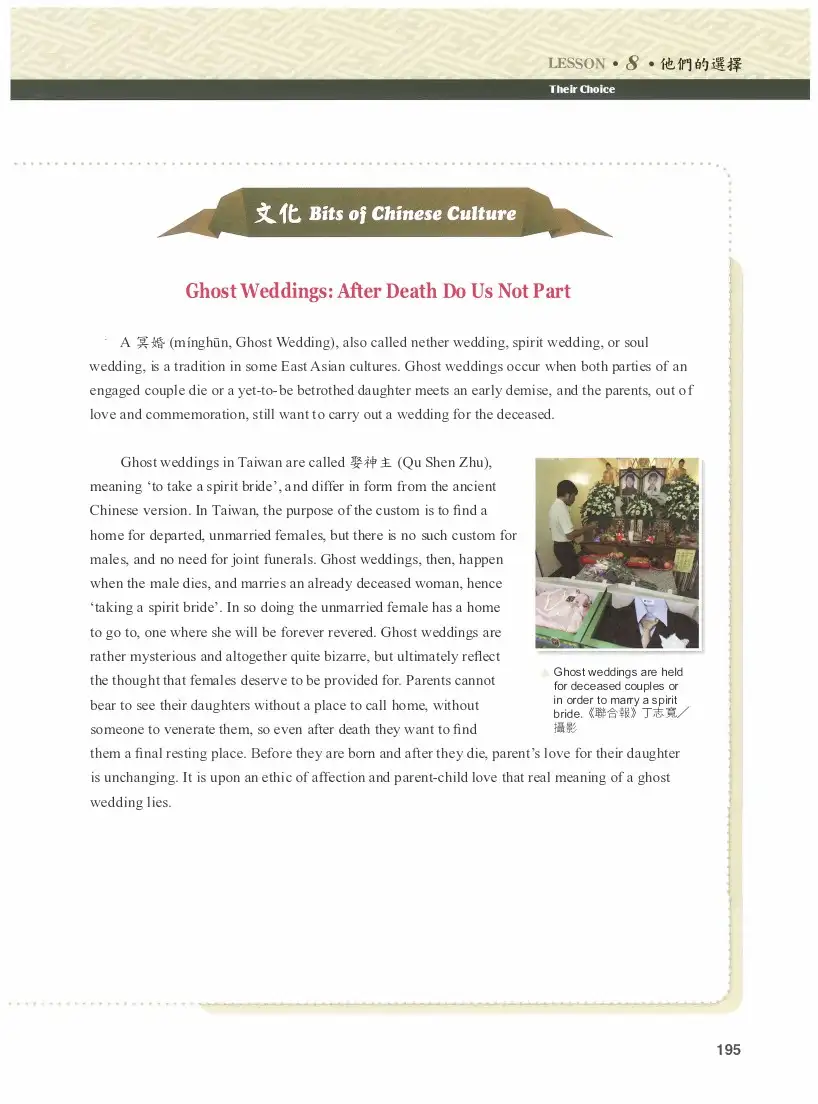 LESSON • 8 • 他們的選擇
Their Choice
文化 Bits of Chinese Culture
Ghost Weddings: After Death Do Us Not Part
A 冥婚 (mínghūn, Ghost Wedding), also called nether wedding, spirit wedding, or soul
wedding, is a tradition in some East Asian cultures. Ghost weddings occur when both parties of an
engaged couple die or a yet-to-be betrothed daughter meets an early demise, and the parents, out of
love and commemoration, still want to carry out a wedding for the deceased.
Ghost weddings in Taiwan are called 娶神主 (Qu Shen Zhu),
meaning ‘to take a spirit bride’, and differ in form from the ancient
Chinese version. In Taiwan, the purpose of the custom is to find a
home for departed, unmarried females, but there is no such custom for
males, and no need for joint funerals. Ghost weddings, then, happen
when the male dies, and marries an already deceased woman, hence
‘taking a spirit bride’. In so doing the unmarried female has a home
to go to, one where she will be forever revered. Ghost weddings are
rather mysterious and altogether quite bizarre, but ultimately reflect
the thought that females deserve to be provided for. Parents cannot
bear to see their daughters without a place to call home, without
someone to venerate them, so even after death they want to find
them a final resting place. Before they are born and after they die, parent’s love for their daughter
is unchanging. It is upon an ethic of affection and parent-child love that real meaning of a ghost
wedding lies.
Ghost weddings are held
for deceased couples or
in order to marry a spirit
bride.《聯合報》丁志寬／
攝影
195